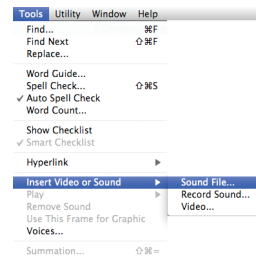 Tools Utility Window Help
Find... ⌘F
Find Next ⇧⌘F
Replace...
Word Guide...
Spell Check... ⇧⌘S
✓ Auto Spell Check
Word Count...
Show Checklist
✓ Smart Checklist
Hyperlink ▶
Insert Video or Sound ▶ Sound File...
Play ▶ Record Sound...
Remove Sound Video...
Use This Frame for Graphic
Voices...
Summation... ⇧⌘=